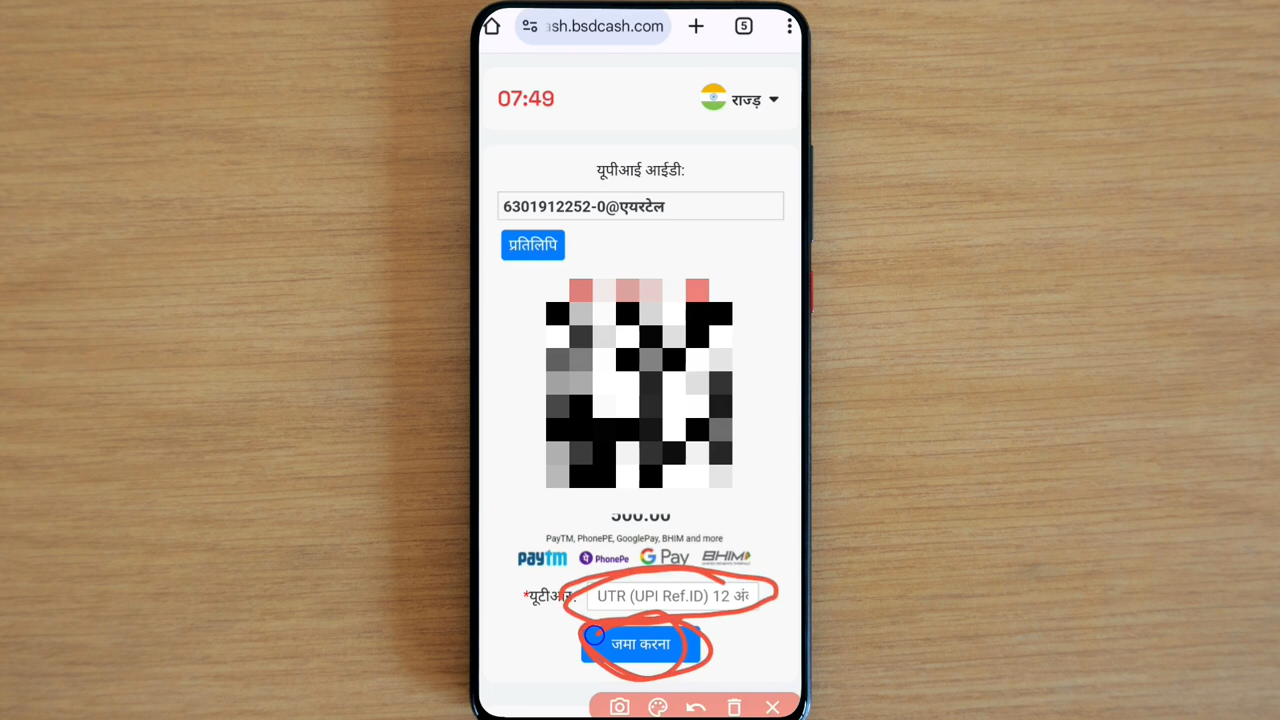 ash.bsdcash.com
5
07:49
राज्ड़
यूपीआई आईडी:
6301912252-0@एयरटेल
प्रतिलिपि
500.00
PayTM, PhonePE, GooglePay, BHIM and more
paytm PhonePe G Pay BHIM
*यूटीआर: UTR (UPI Ref.ID) 12 अं
जमा करना